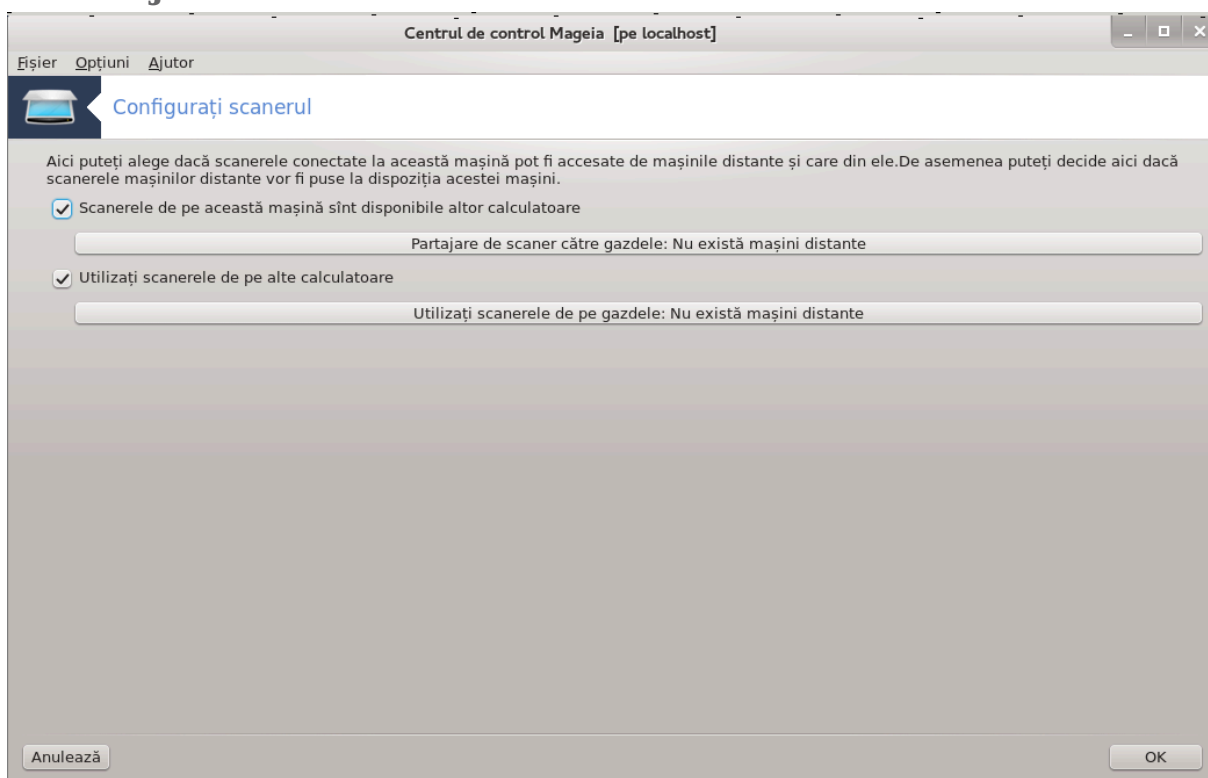 Centrul de control Mageia [pe localhost]
Fișier Opțiuni Ajutor
Configurați scanerul
Aici puteți alege dacă scanerele conectate la această mașină pot fi accesate de mașinile distante și care din ele.De asemenea puteți decide aici dacă
scanerele mașinilor distante vor fi puse la dispoziția acestei mașini.
Scanerele de pe această mașină sînt disponibile altor calculatoare
Partajare de scaner către gazdele: Nu există mașini distante
Utilizați scanerele de pe alte calculatoare
Utilizați scanerele de pe gazdele: Nu există mașini distante
Anulează OK